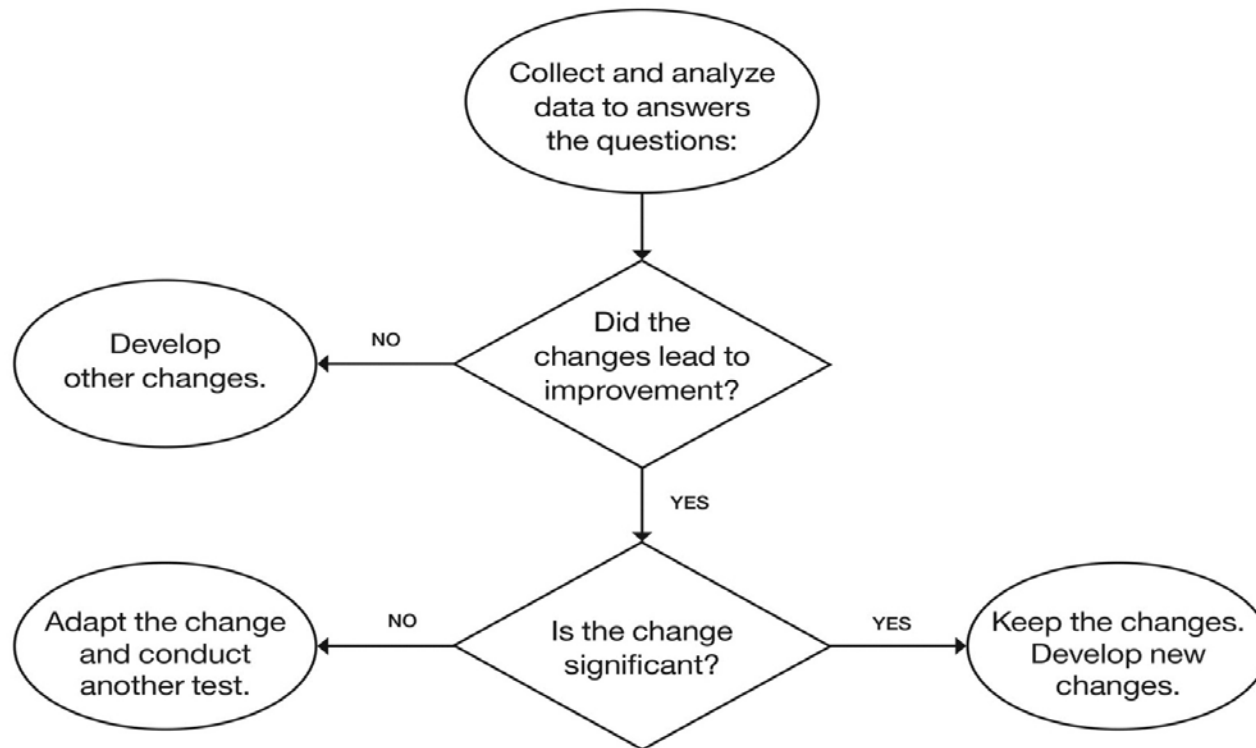 Collect and analyze
data to answers
the questions:
Did the
changes lead to
improvement?
NO
Develop
other changes.
YES
Is the change
significant?
NO
Adapt the change
and conduct
another test.
YES
Keep the changes.
Develop new
changes.